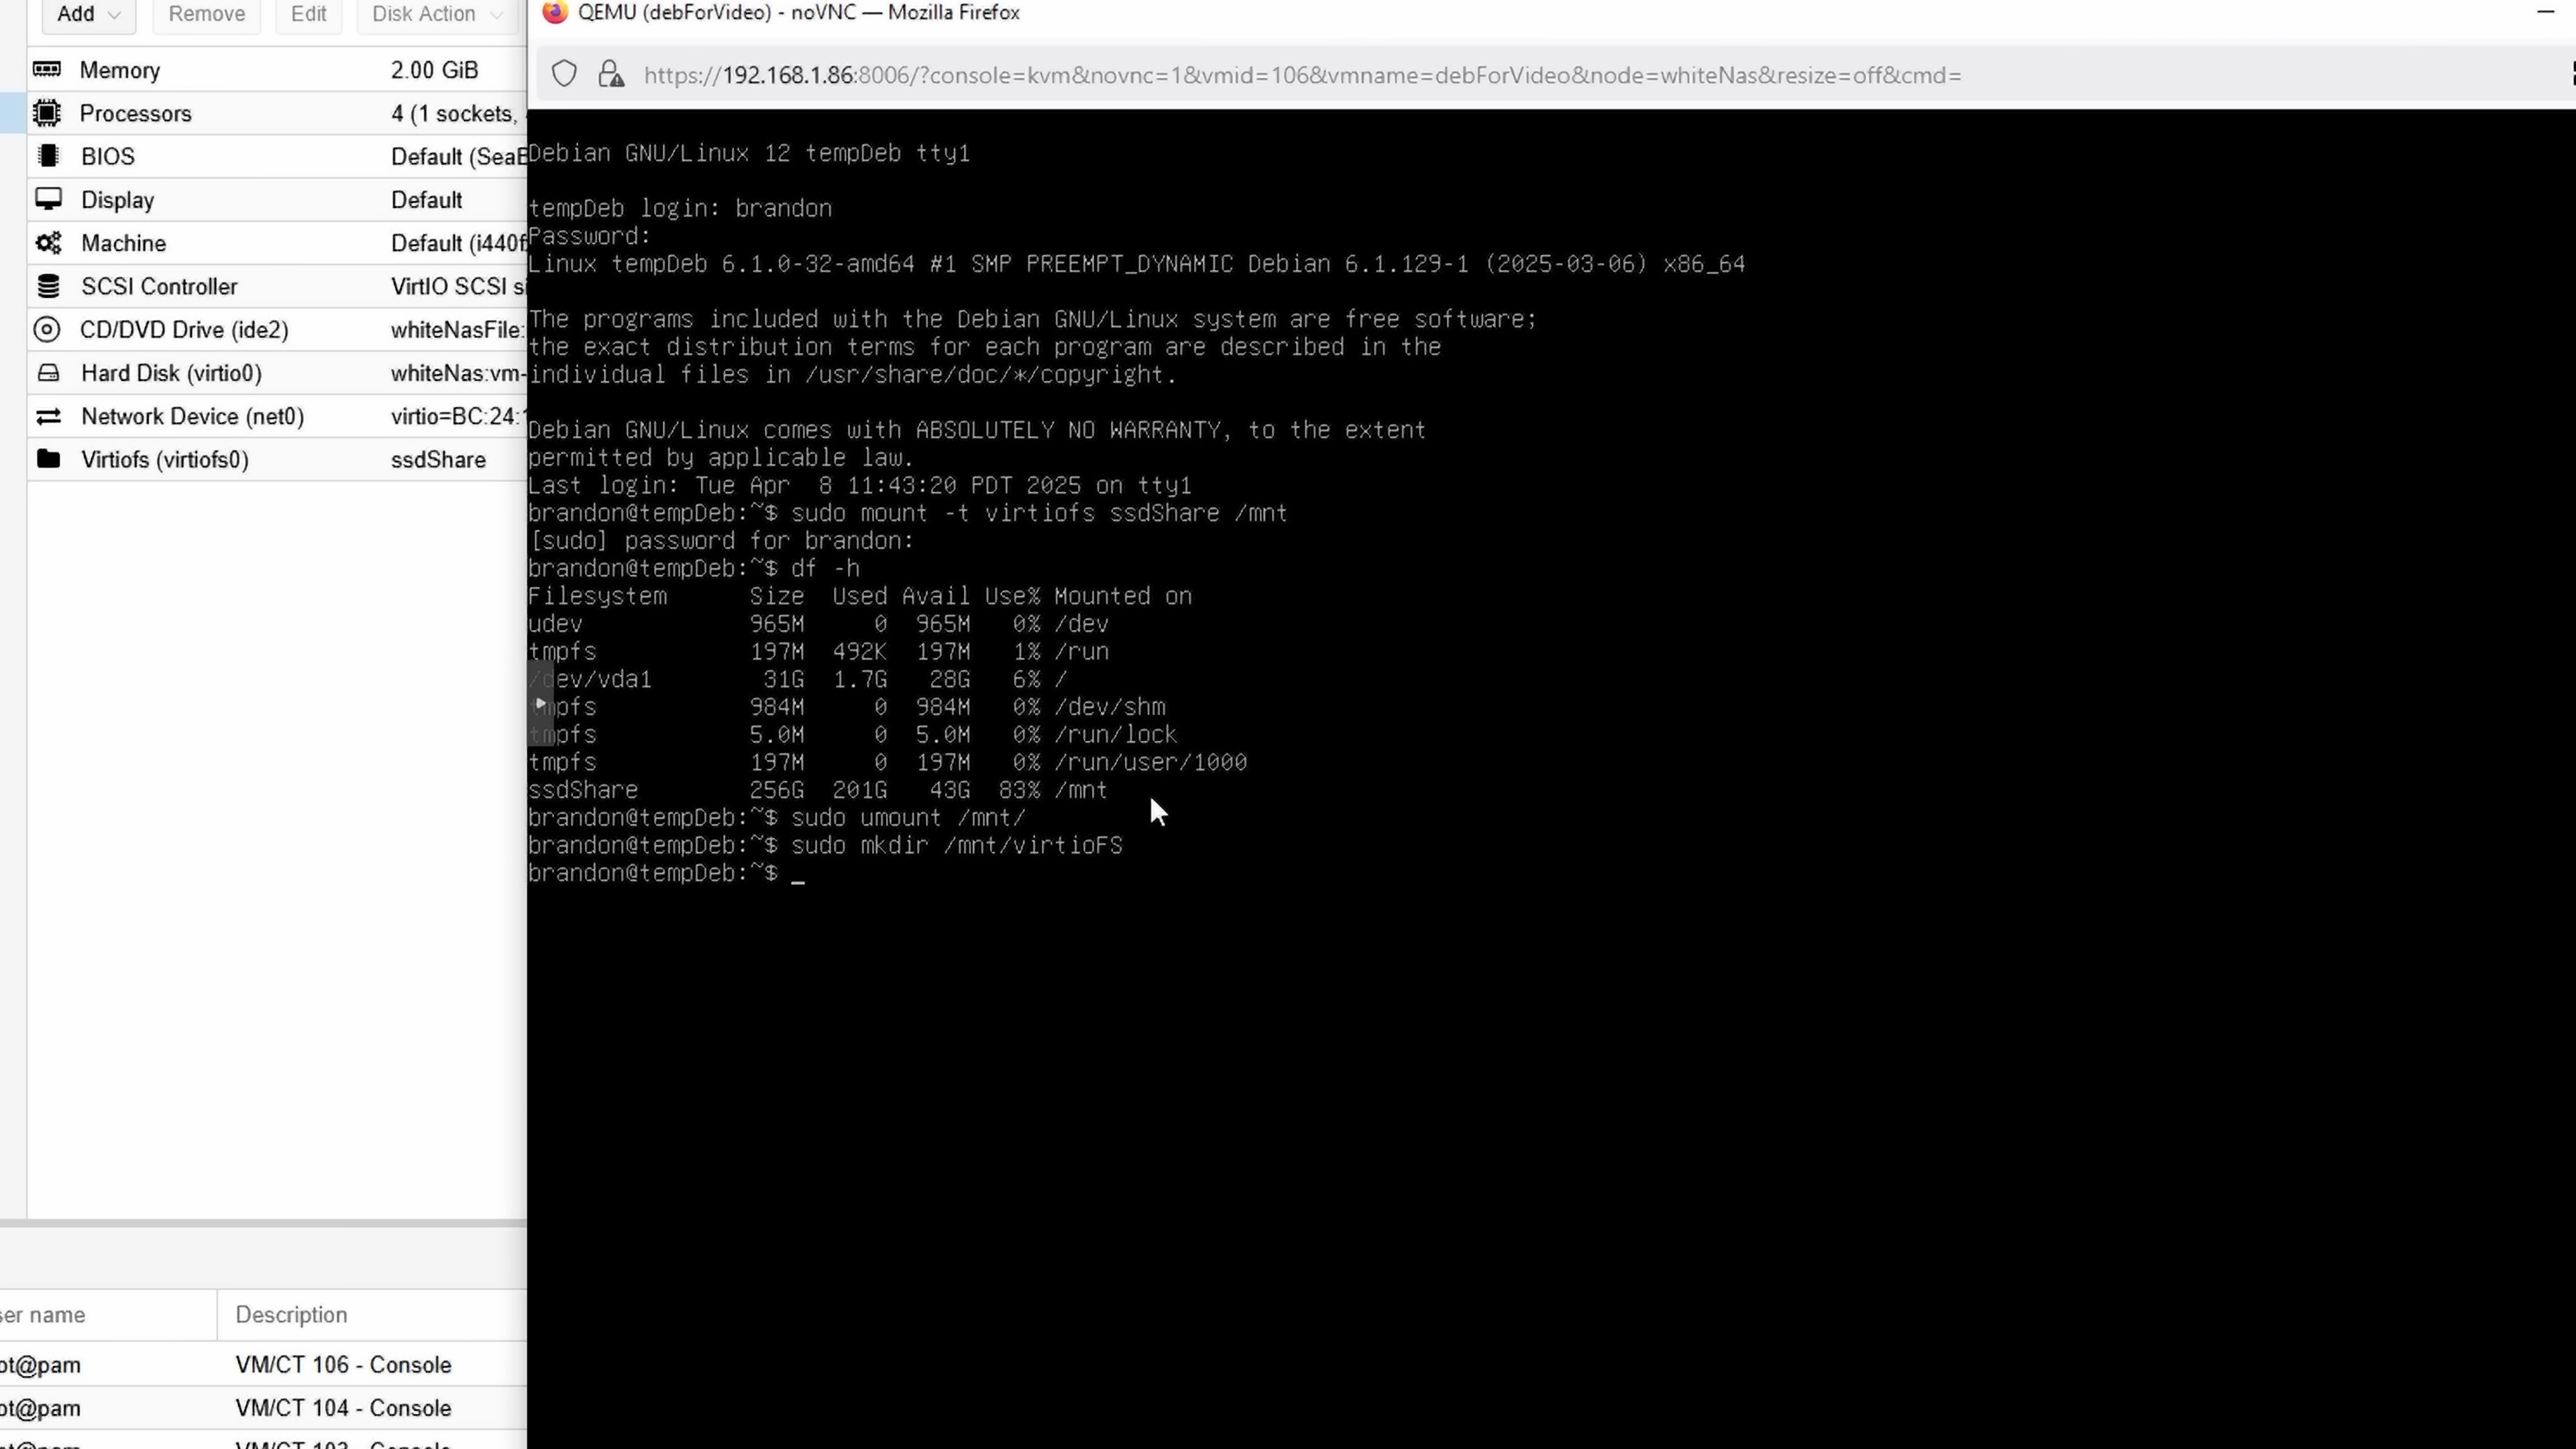 Add
Remove
Edit
Disk Action
Memory 2.00 GiB
Processors 4 (1 sockets,
BIOS Default (SeaB
Display Default
Machine Default (i440f
SCSI Controller VirtIO SCSI si
CD/DVD Drive (ide2) whiteNasFile:
Hard Disk (virtio0) whiteNas:vm-
Network Device (net0) virtio=BC:24:
Virtiofs (virtiofs0) ssdShare
ser name Description
ot@pam VM/CT 106 - Console
ot@pam VM/CT 104 - Console
QEMU (debForVideo) - noVNC — Mozilla Firefox
https://192.168.1.86:8006/?console=kvm&novnc=1&vmid=106&vmname=debForVideo&node=whiteNas&resize=off&cmd=
Debian GNU/Linux 12 tempDeb tty1
tempDeb login: brandon
Password:
Linux tempDeb 6.1.0-32-amd64 #1 SMP PREEMPT_DYNAMIC Debian 6.1.129-1 (2025-03-06) x86_64
The programs included with the Debian GNU/Linux system are free software;
the exact distribution terms for each program are described in the
individual files in /usr/share/doc/*/copyright.
Debian GNU/Linux comes with ABSOLUTELY NO WARRANTY, to the extent
permitted by applicable law.
Last login: Tue Apr  8 11:43:20 PDT 2025 on tty1
brandon@tempDeb:~$ sudo mount -t virtiofs ssdShare /mnt
[sudo] password for brandon:
brandon@tempDeb:~$ df -h
Filesystem Size Used Avail Use% Mounted on
udev 965M 0 965M 0% /dev
tmpfs 197M 492K 197M 1% /run
/dev/vda1 31G 1.7G 28G 6% /
tmpfs 984M 0 984M 0% /dev/shm
tmpfs 5.0M 0 5.0M 0% /run/lock
tmpfs 197M 0 197M 0% /run/user/1000
ssdShare 256G 201G 43G 83% /mnt
brandon@tempDeb:~$ sudo umount /mnt/
brandon@tempDeb:~$ sudo mkdir /mnt/virtioFS
brandon@tempDeb:~$ _